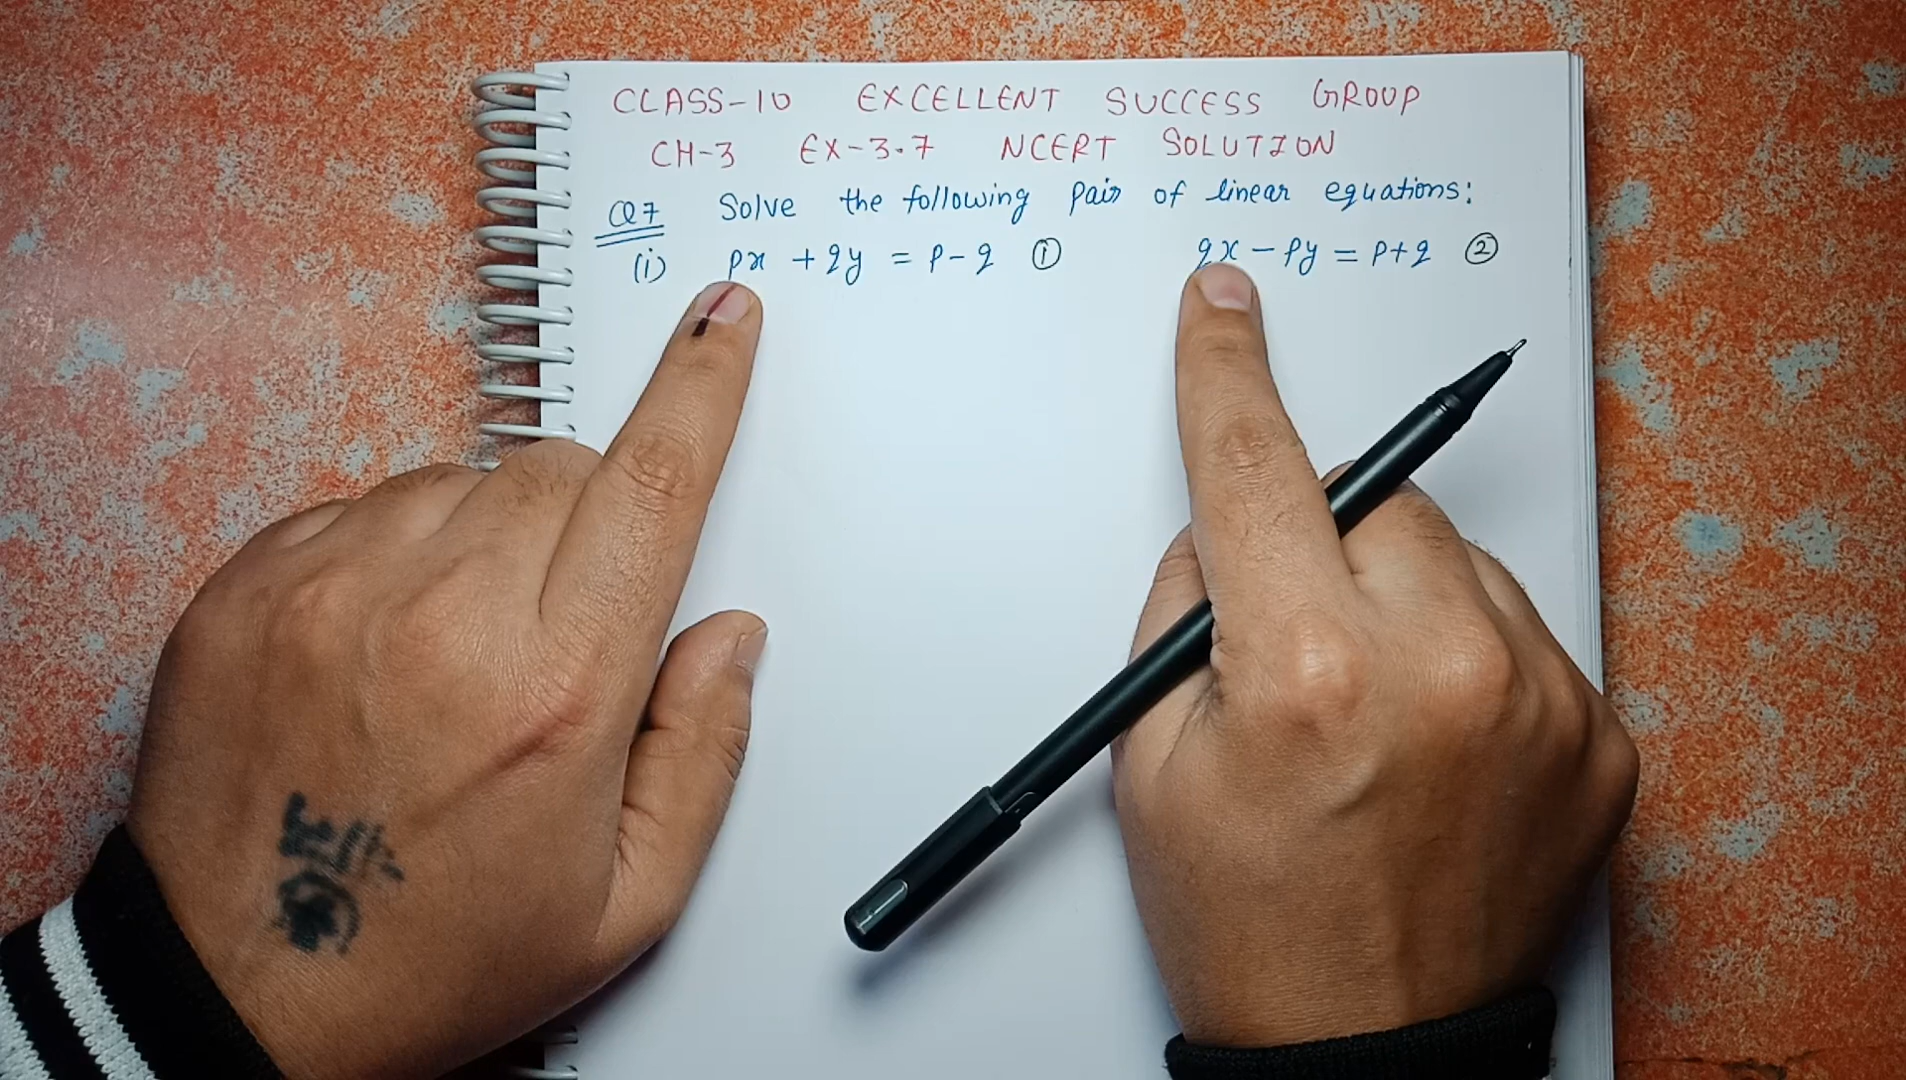 CLASS-10 EXCELLENT SUCCESS GROUP
CH-3 EX-3.7 NCERT SOLUTION
Q7 Solve the following pair of linear equations:
(i) px + qy = p - q ① qx - py = p + q ②